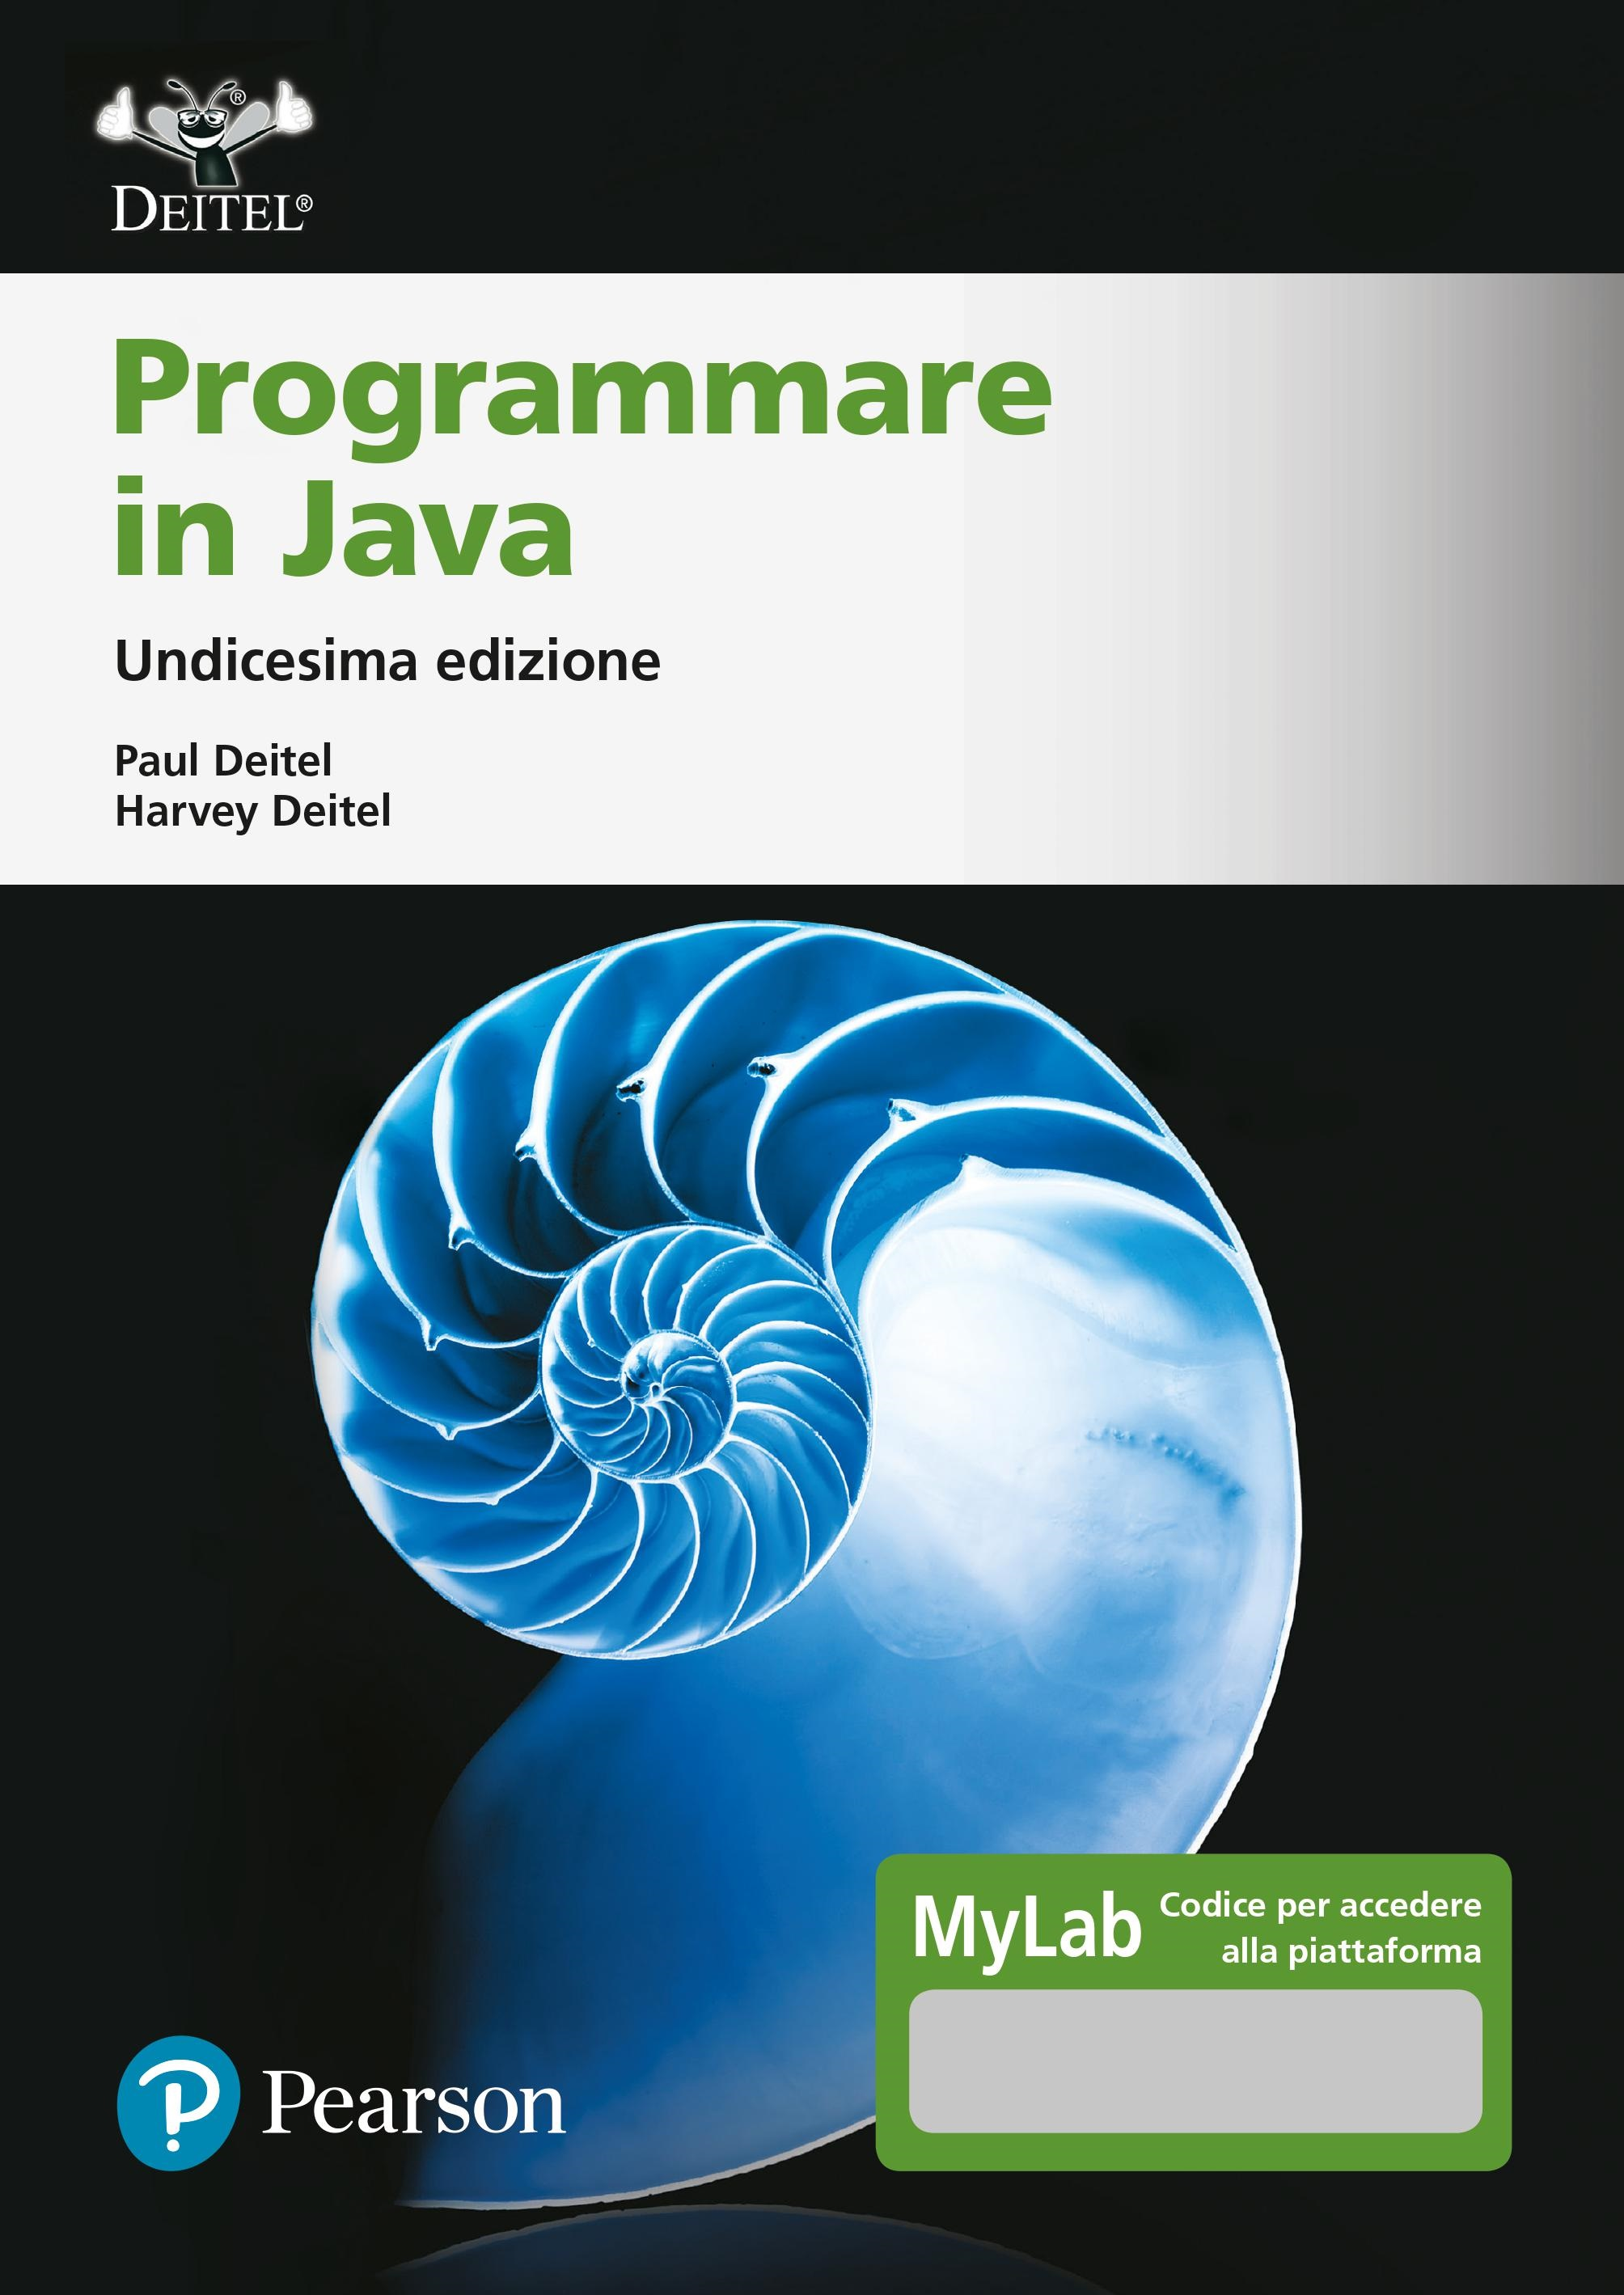 DEITEL®
Programmare
in Java
Undicesima edizione
Paul Deitel
Harvey Deitel
MyLab
Codice per accedere
alla piattaforma
Pearson